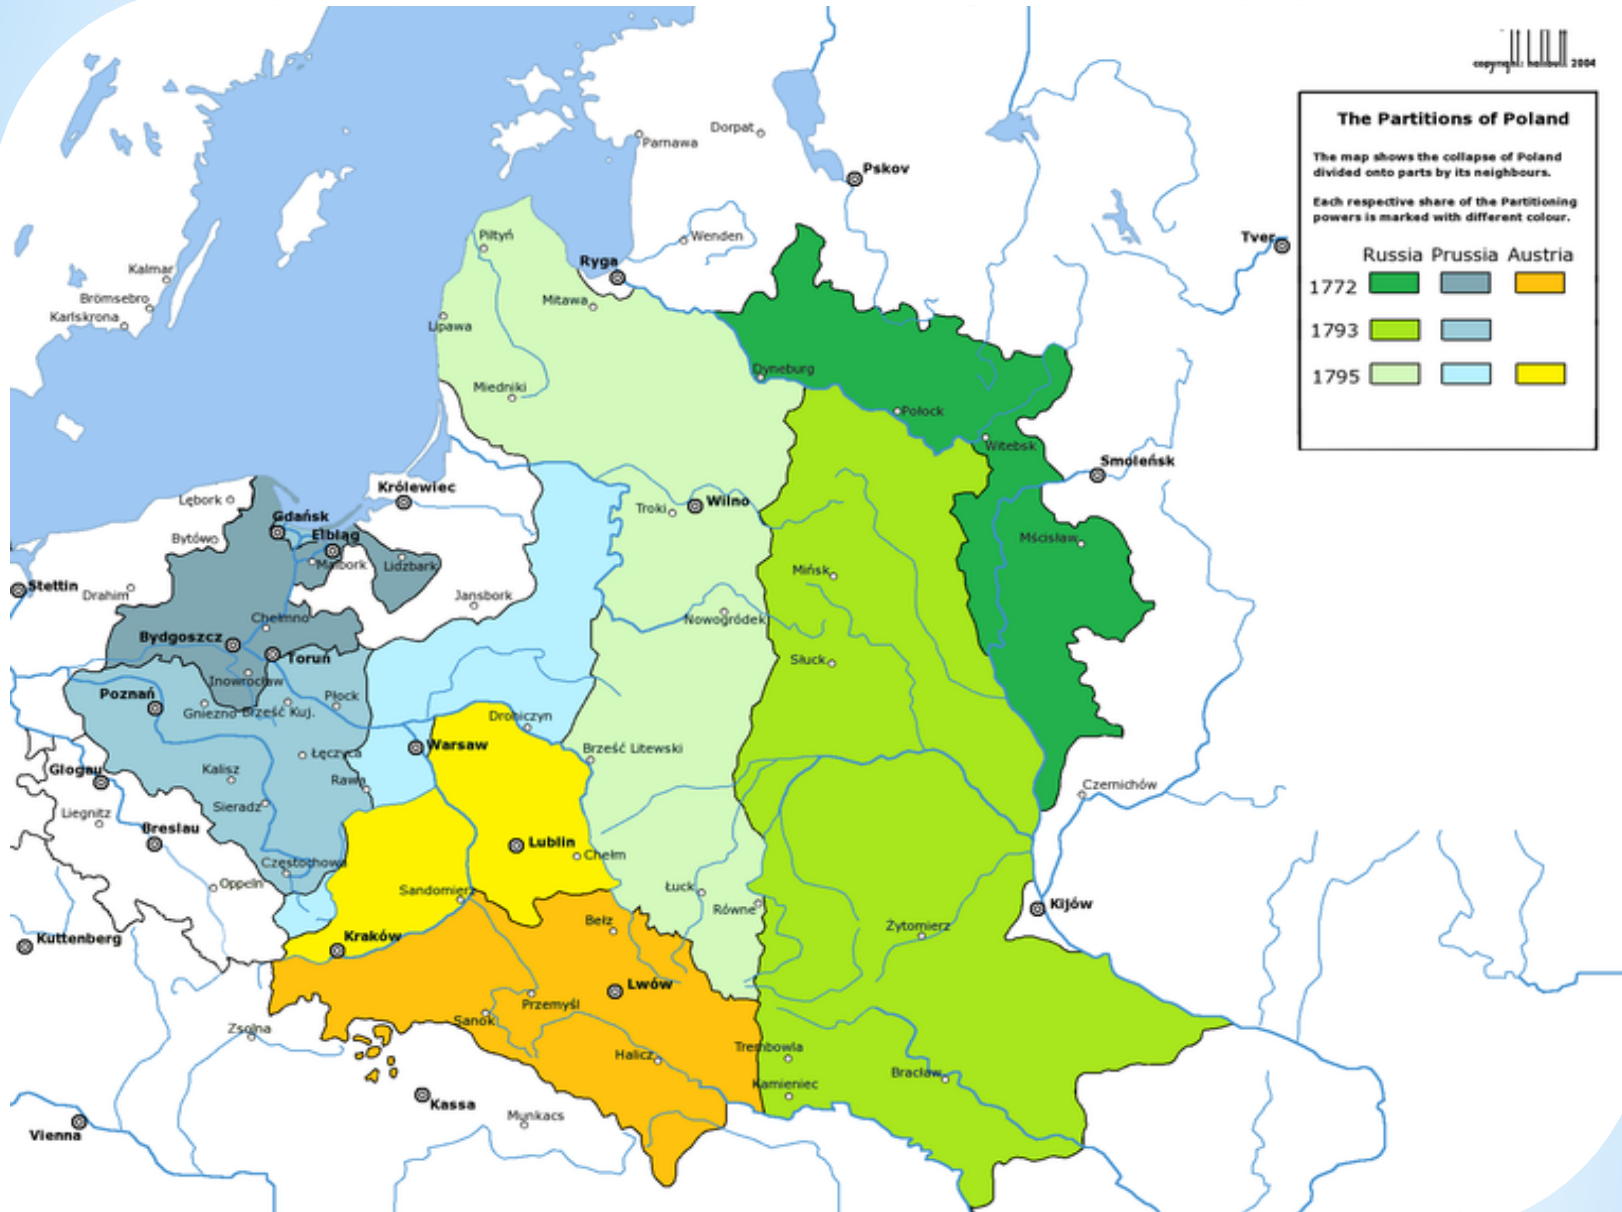 copyright: halibutt 2004
The Partitions of Poland
The map shows the collapse of Poland
divided onto parts by its neighbours.
Each respective share of the Partitioning
powers is marked with different colour.
Russia Prussia Austria
1772
1793
1795
Parnawa
Dorpat
Pskov
Tver
Piltyń
Wenden
Ryga
Kalmar
Brömsebro
Karlskrona
Mitawa
Lipawa
Dyneburg
Miedniki
Połock
Witebsk
Smoleńsk
Królewiec
Lębork
Wilno
Troki
Gdańsk
Elbląg
Bytów
Malbork
Lidzbark
Mścisław
Mińsk
Stettin
Drahim
Jansbork
Chełmno
Nowogródek
Bydgoszcz
Toruń
Słuck
Inowrocław
Poznań
Płock
Gniezno
Brześć Kuj.
Drohiczyn
Warsaw
Brześć Litewski
Łęczyca
Głogau
Kalisz
Rawa
Czernichów
Sieradz
Liegnitz
Breslau
Lublin
Chełm
Częstochowa
Oppeln
Sandomierz
Łuck
Równe
Kijów
Bełz
Żytomierz
Kuttenberg
Kraków
Lwów
Przemyśl
Sanok
Zsolna
Halicz
Trembowla
Bracław
Kamieniec
Kassa
Munkacs
Vienna